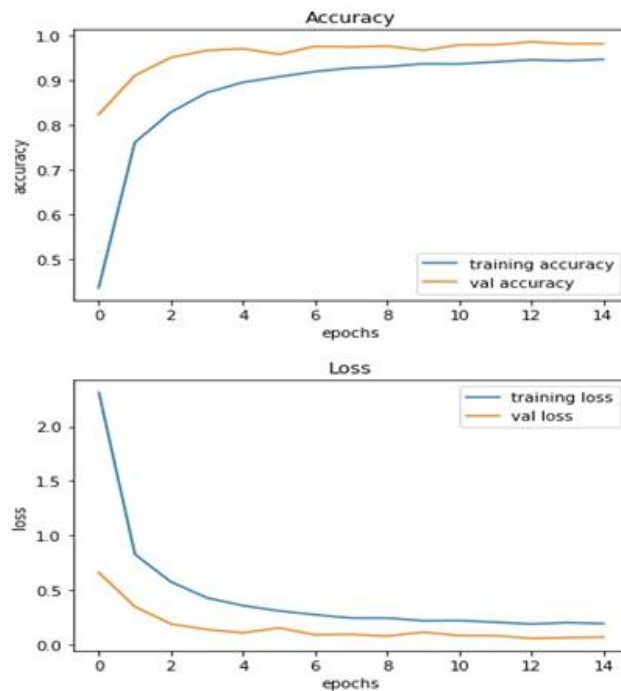 Accuracy
1.0
0.9
0.8
0.7
0.6
0.5
accuracy
training accuracy
val accuracy
0 2 4 6 8 10 12 14
epochs
Loss
2.0
1.5
1.0
0.5
0.0
loss
training loss
val loss
0 2 4 6 8 10 12 14
epochs